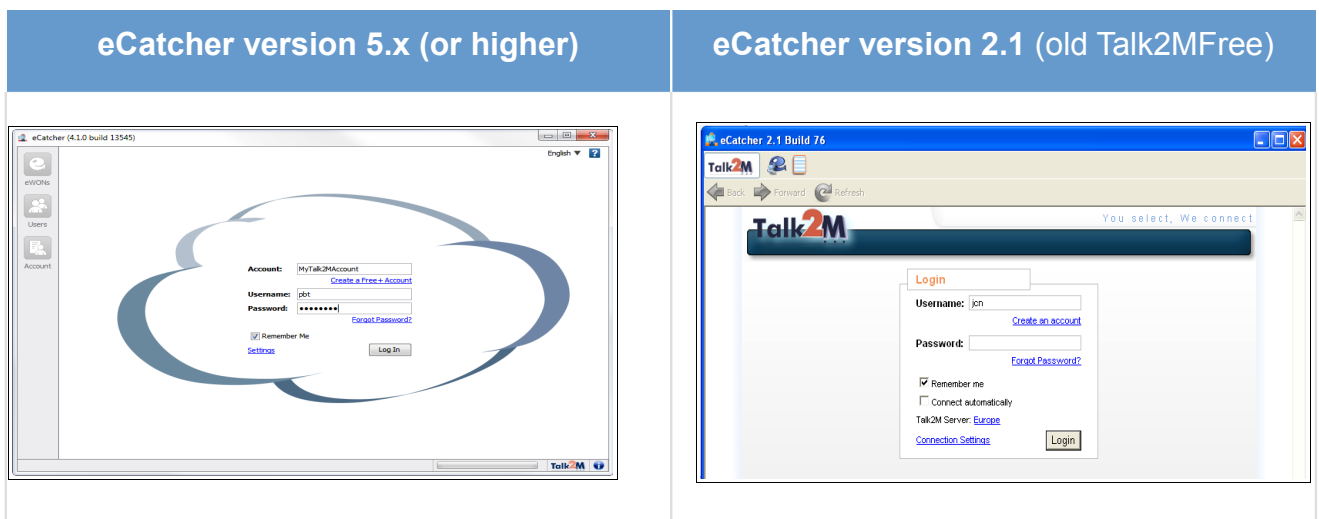 eCatcher version 5.x (or higher)
eCatcher version 2.1 (old Talk2MFree)
eCatcher (4.1.0 build 13545)
English
?
eWONs
Users
Account
Account: MyTalk2MAccount
Create a Free+ Account
Username: pbt
Password: ••••••••
Forgot Password?
Remember Me
Settings
Log In
Talk2M
eCatcher 2.1 Build 76
Talk2M
Back Forward Refresh
Talk2M...
You select, We connect
Login
Username: jcn
Create an account
Password:
Forgot Password?
Remember me
Connect automatically
Talk2M Server: Europe
Connection Settings
Login